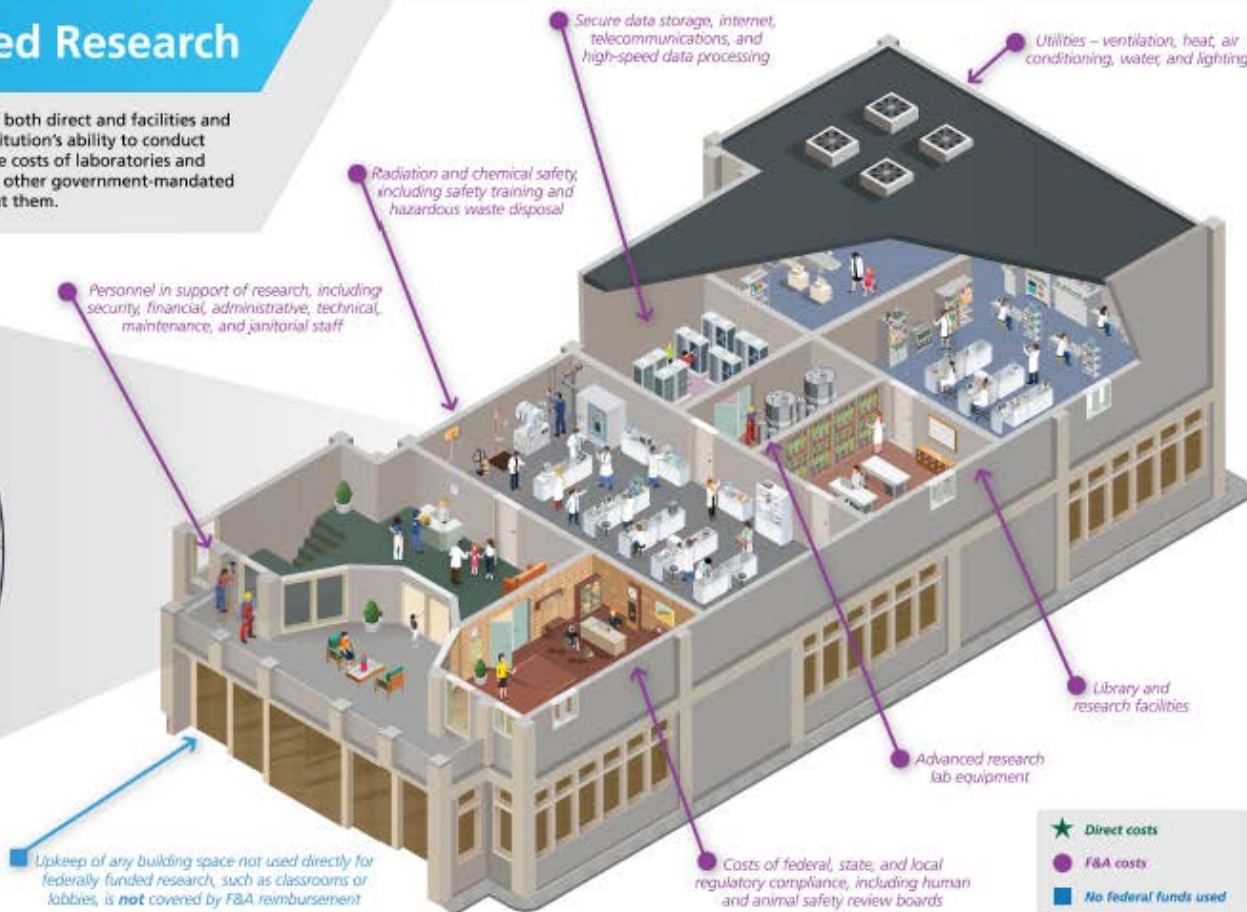 ed Research
both direct and facilities and
titution's ability to conduct
e costs of laboratories and
other government-mandated
t them.
Secure data storage, internet,
telecommunications, and
high-speed data processing
Utilities – ventilation, heat, air
conditioning, water, and lighting
Radiation and chemical safety,
including safety training and
hazardous waste disposal
Personnel in support of research, including
security, financial, administrative, technical,
maintenance, and janitorial staff
Library and
research facilities
Advanced research
lab equipment
Costs of federal, state, and local
regulatory compliance, including human
and animal safety review boards
Upkeep of any building space not used directly for
federally funded research, such as classrooms or
lobbies, is not covered by F&A reimbursement
Direct costs
F&A costs
No federal funds used